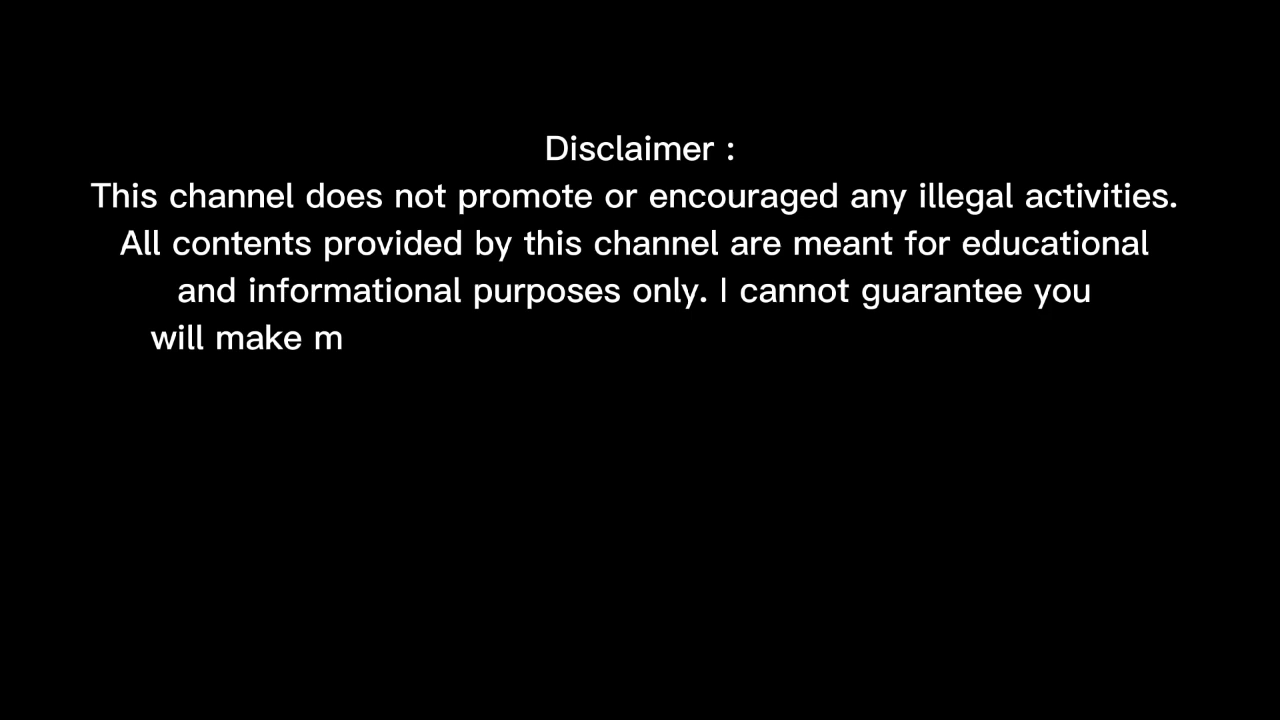 Disclaimer :
This channel does not promote or encouraged any illegal activities.
All contents provided by this channel are meant for educational
and informational purposes only. I cannot guarantee you
will make m